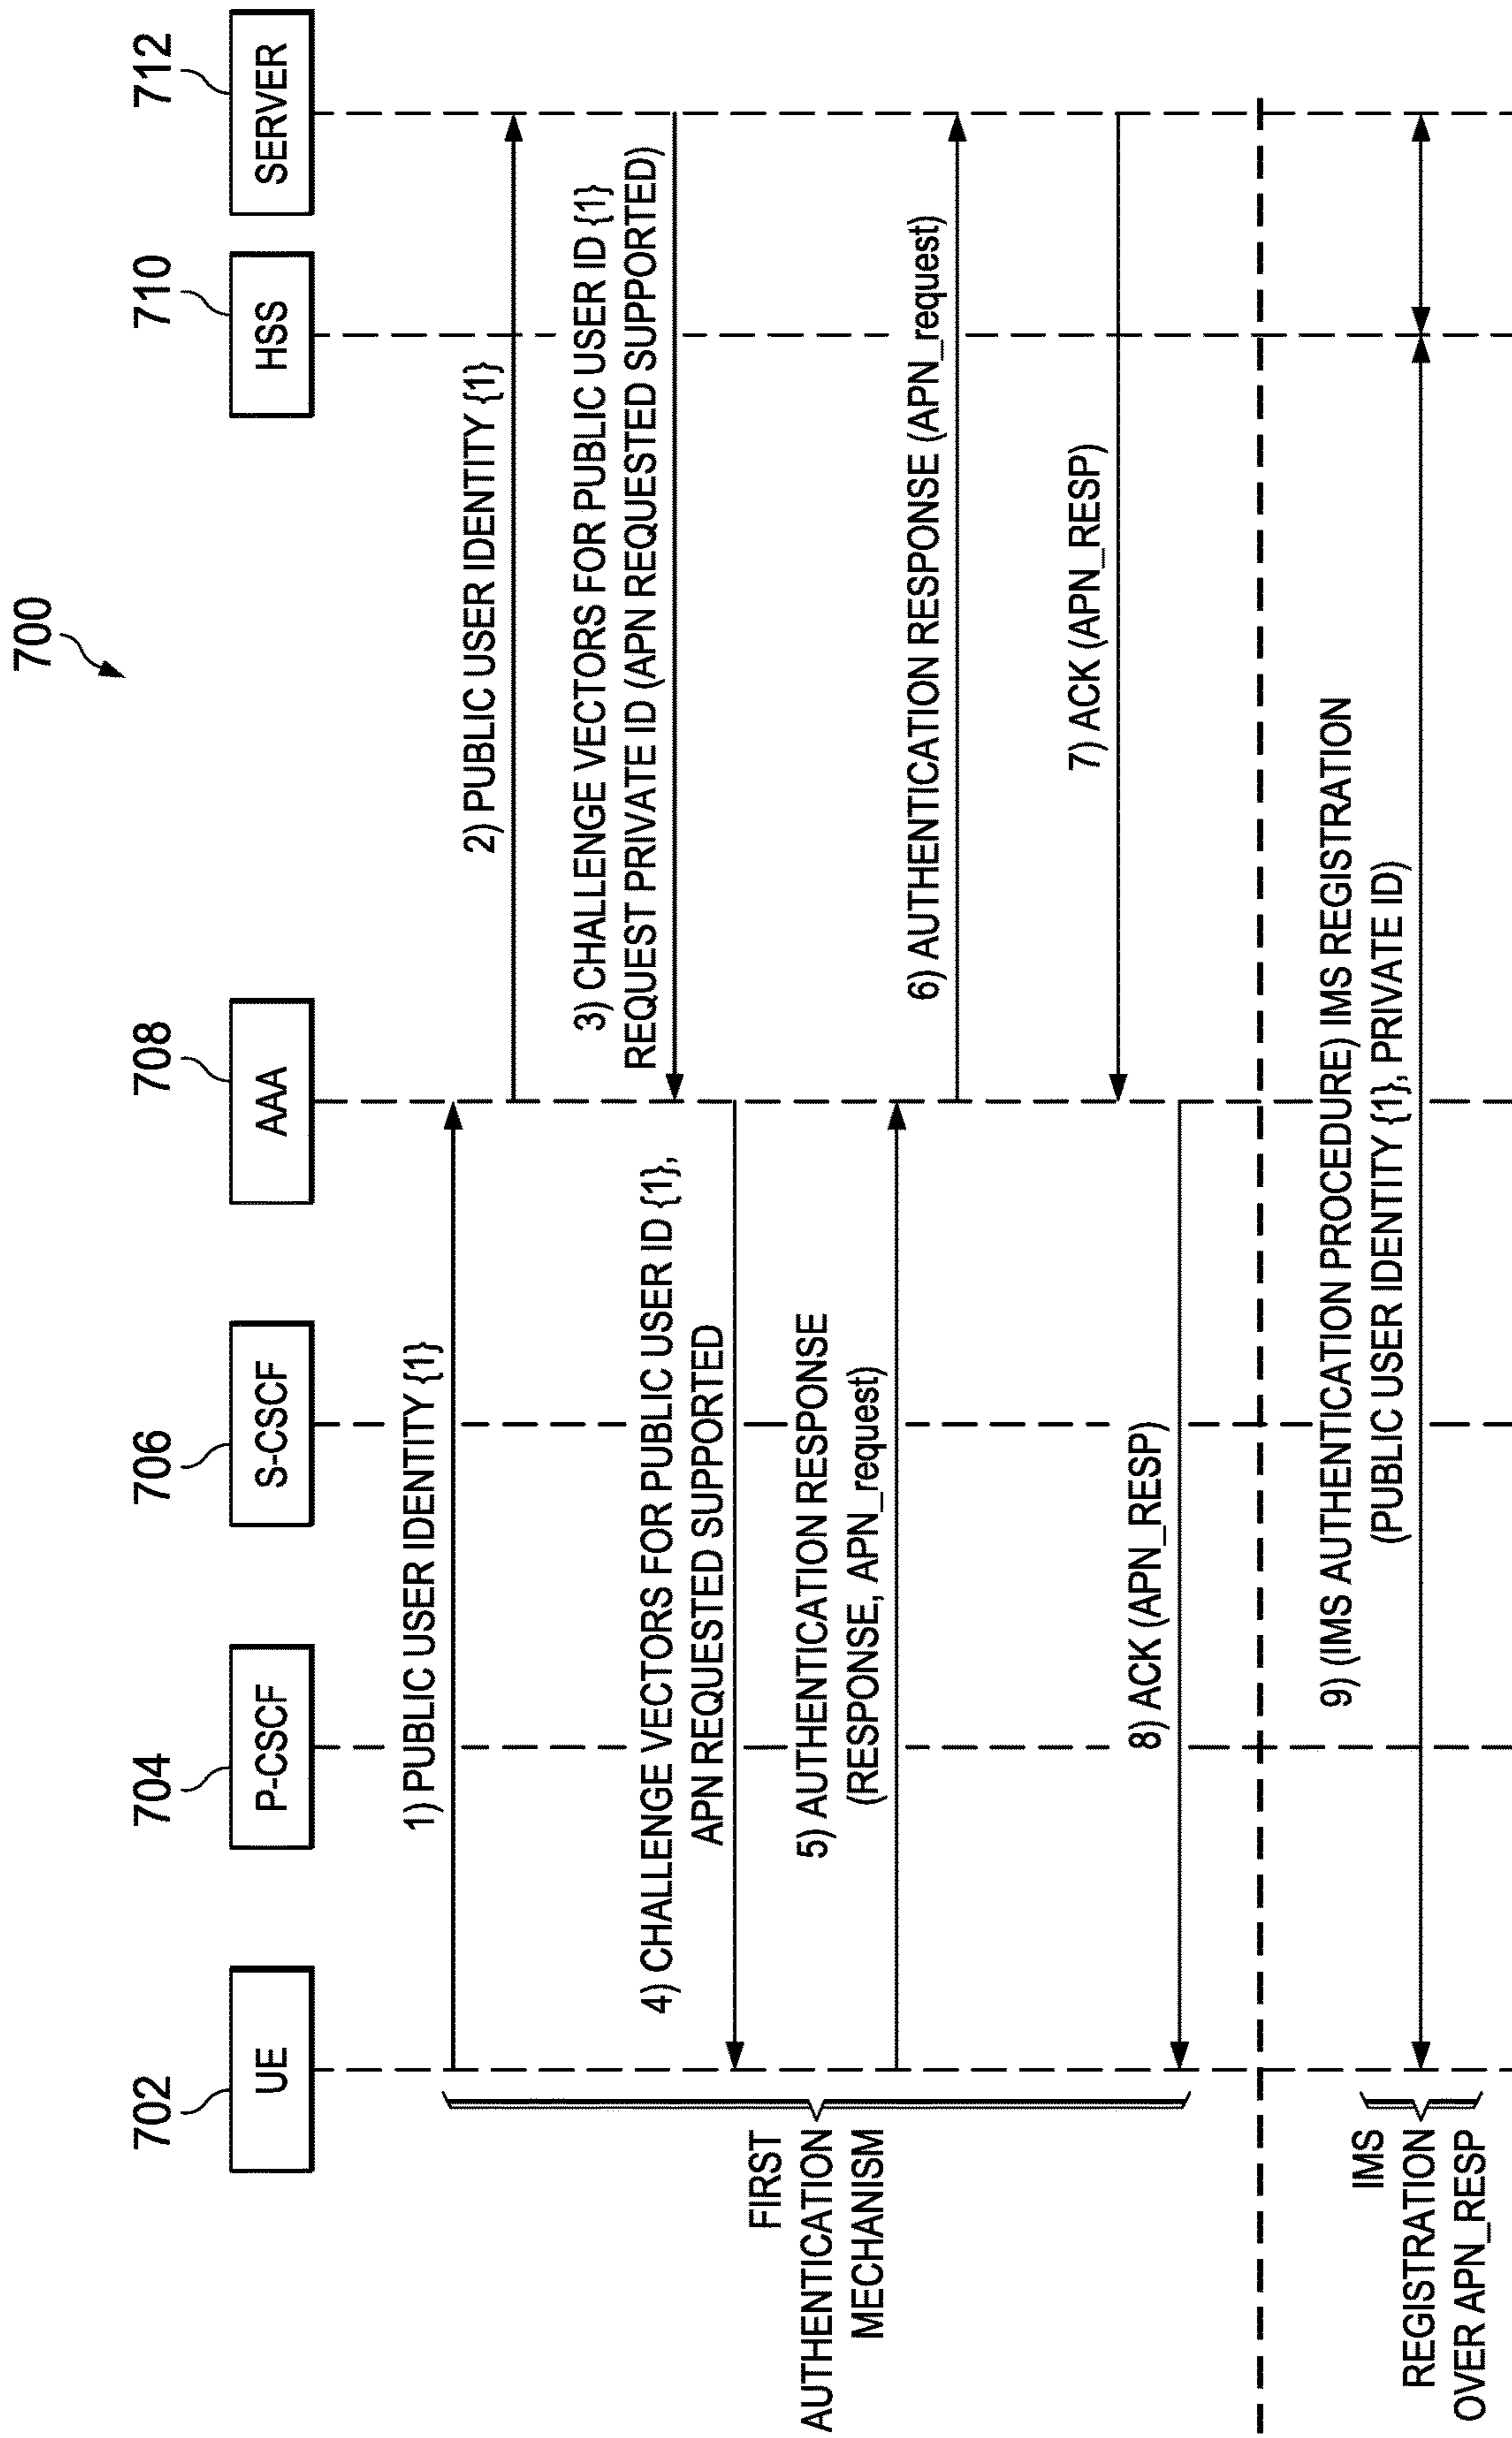 700
702
704
706
708
710
712
UE
P-CSCF
S-CSCF
AAA
HSS
SERVER
1) PUBLIC USER IDENTITY {1}
2) PUBLIC USER IDENTITY {1}
3) CHALLENGE VECTORS FOR PUBLIC USER ID {1}
REQUEST PRIVATE ID (APN REQUESTED SUPPORTED)
4) CHALLENGE VECTORS FOR PUBLIC USER ID {1},
APN REQUESTED SUPPORTED
FIRST
AUTHENTICATION
MECHANISM
5) AUTHENTICATION RESPONSE
(RESPONSE, APN_request)
6) AUTHENTICATION RESPONSE (APN_request)
7) ACK (APN_RESP)
8) ACK (APN_RESP)
9) (IMS AUTHENTICATION PROCEDURE) IMS REGISTRATION
(PUBLIC USER IDENTITY {1}, PRIVATE ID)
IMS
REGISTRATION
OVER APN_RESP